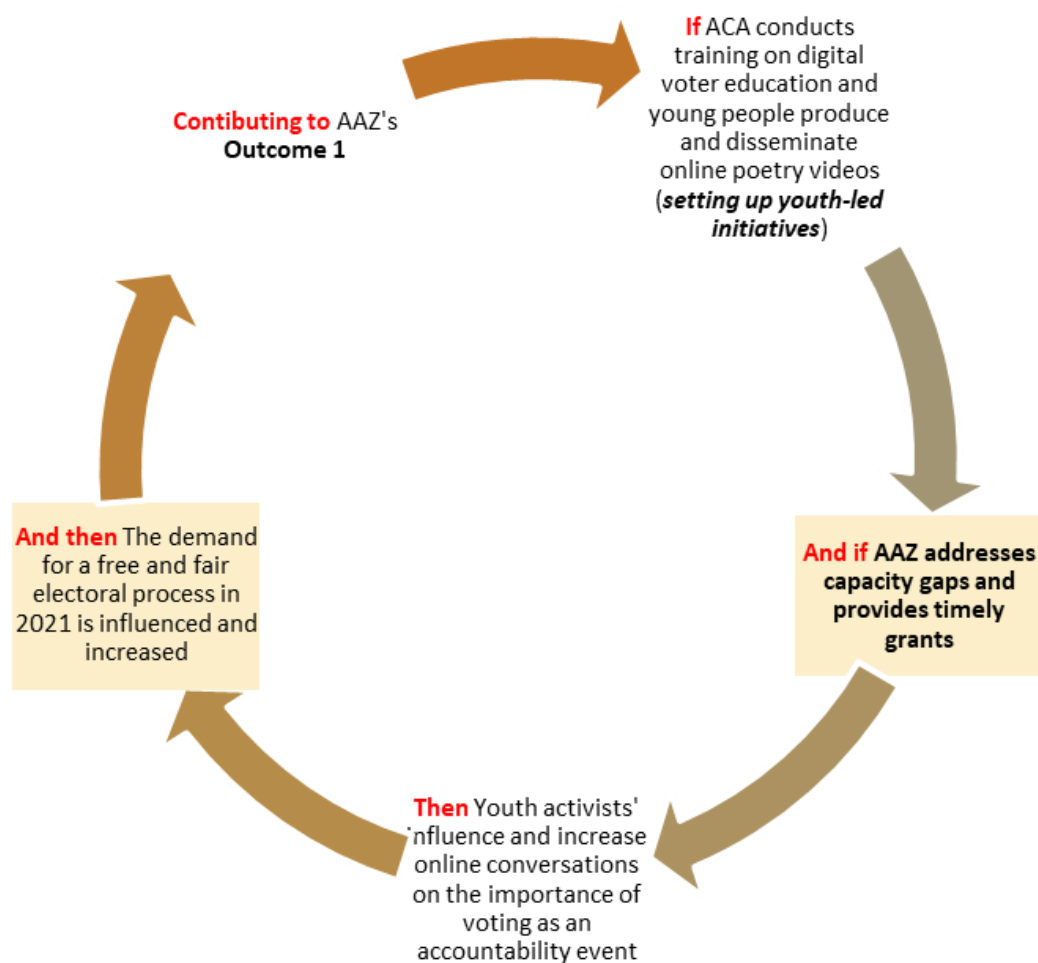 If ACA conducts
training on digital
voter education and
young people produce
and disseminate
online poetry videos
(setting up youth-led
initiatives)
And if AAZ addresses
capacity gaps and
provides timely
grants
Then Youth activists'
influence and increase
online conversations
on the importance of
voting as an
accountability event
And then The demand
for a free and fair
electoral process in
2021 is influenced and
increased
Contibuting to AAZ's
Outcome 1